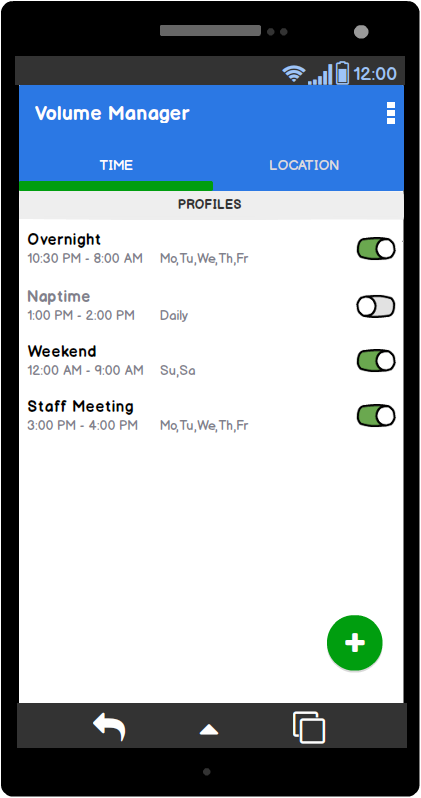 12:00
Volume Manager
TIME LOCATION
PROFILES
Overnight
10:30 PM - 8:00 AM Mo,Tu,We,Th,Fr
Naptime
1:00 PM - 2:00 PM Daily
Weekend
12:00 AM - 9:00 AM Su,Sa
Staff Meeting
3:00 PM - 4:00 PM Mo,Tu,We,Th,Fr